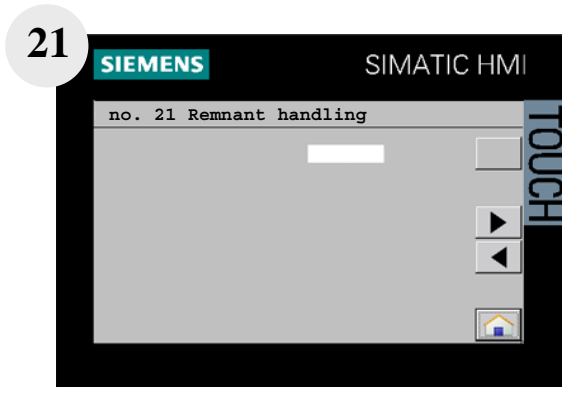 21
SIEMENS
SIMATIC HMI
no. 21 Remnant handling
TOUCH